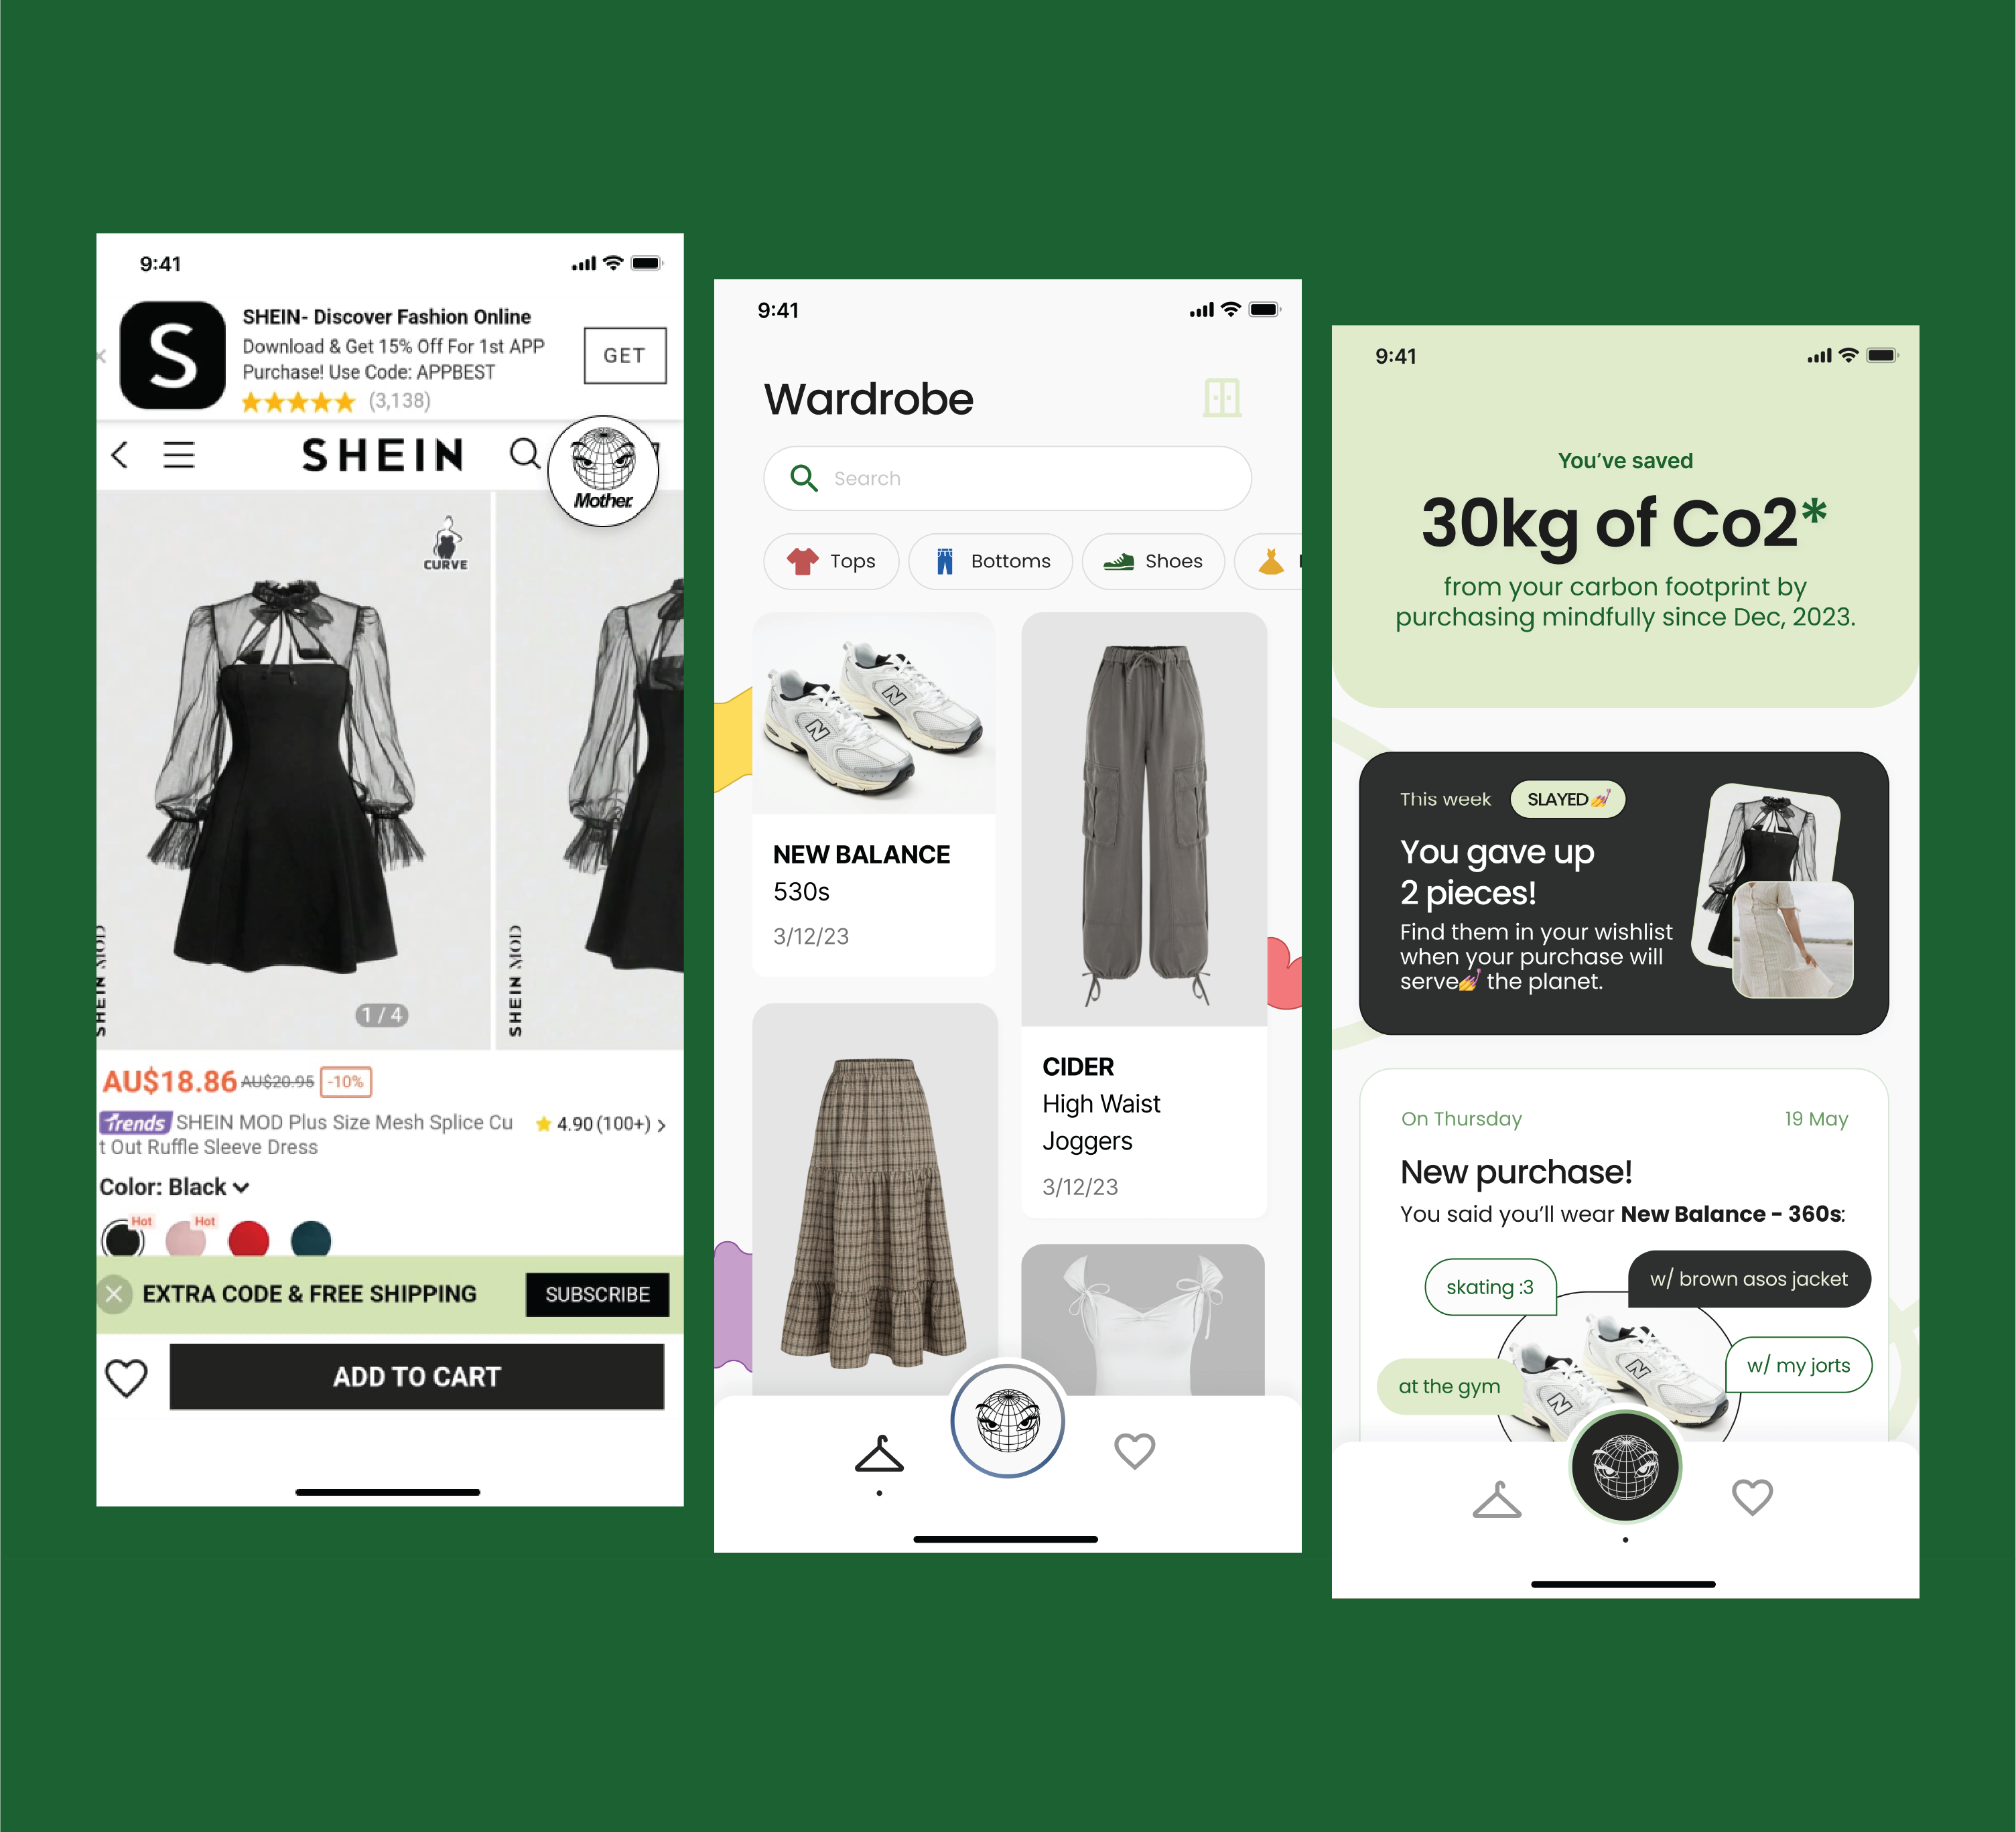 9:41
S
SHEIN- Discover Fashion Online
Download & Get 15% Off For 1st APP
Purchase! Use Code: APPBEST
(3,138)
GET
SHEIN
Mother.
CURVE
SHEIN MOD
SHEIN MOD
1 / 4
AU$18.86 AU$20.95 -10%
Trends SHEIN MOD Plus Size Mesh Splice Cu
t Out Ruffle Sleeve Dress
4.90 (100+)
Color: Black
Hot
Hot
EXTRA CODE & FREE SHIPPING
SUBSCRIBE
ADD TO CART
9:41
Wardrobe
Search
Tops
Bottoms
Shoes
N
N
NEW BALANCE
530s
3/12/23
CIDER
High Waist
Joggers
3/12/23
9:41
You've saved
30kg of Co2*
from your carbon footprint by
purchasing mindfully since Dec, 2023.
This week
SLAYED💅
You gave up
2 pieces!
Find them in your wishlist
when your purchase will
serve💅 the planet.
On Thursday
19 May
New purchase!
You said you'll wear New Balance - 360s:
skating :3
w/ brown asos jacket
w/ my jorts
at the gym
N
N